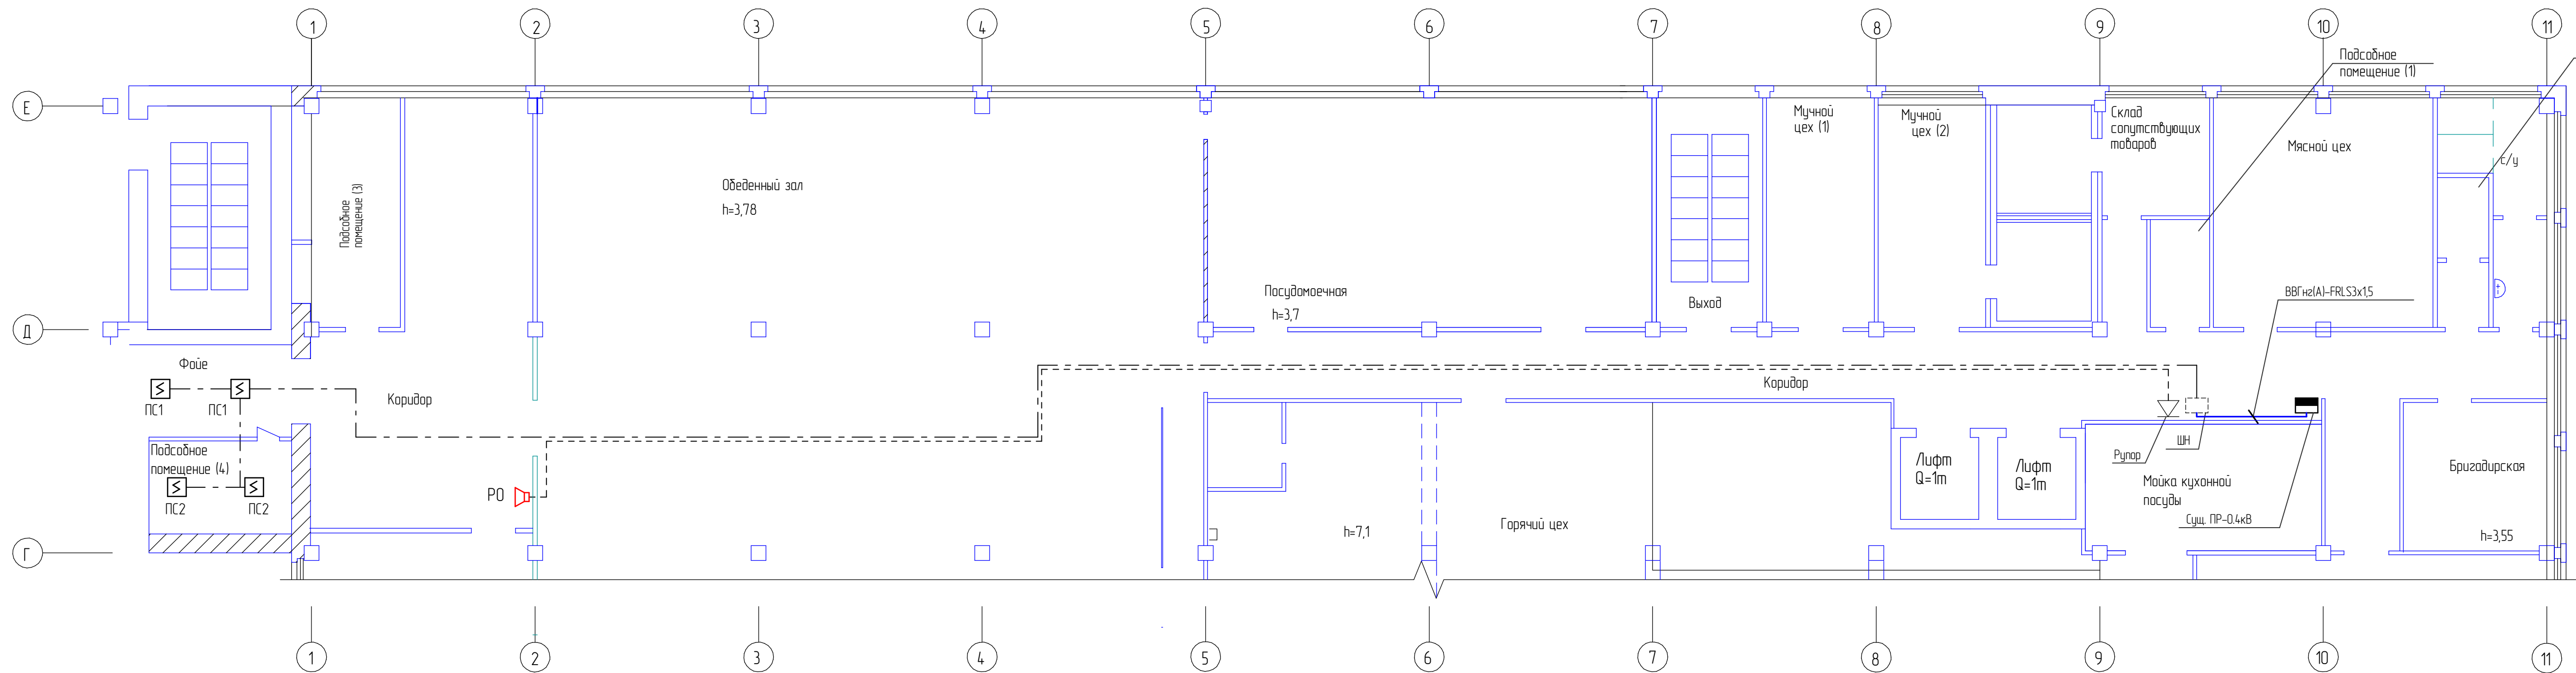 1 2 3 4 5 6 7 8 9 10 11
Е
Д
Г
Подсобное
помещение (1)
Мучной
цех (1)
Мучной
цех (2)
Склад
сопутствующих
товаров
Мясной цех
с/у
Подсобное
помещение (3)
Обеденный зал
h=3,78
Посудомоечная
h=3,7
Выход
ВВГнг(А)-FRLS3х1,5
Фойе
ПС1
ПС1
Коридор
Коридор
Подсобное
помещение (4)
ПС2
ПС2
РО
Рупор
ШН
Лифт
Q=1т
Лифт
Q=1т
Мойка кухонной
посуды
Сущ. ПР-0.4кВ
Бригадирская
h=3,55
h=7,1
Горячий цех
1 2 3 4 5 6 7 8 9 10 11